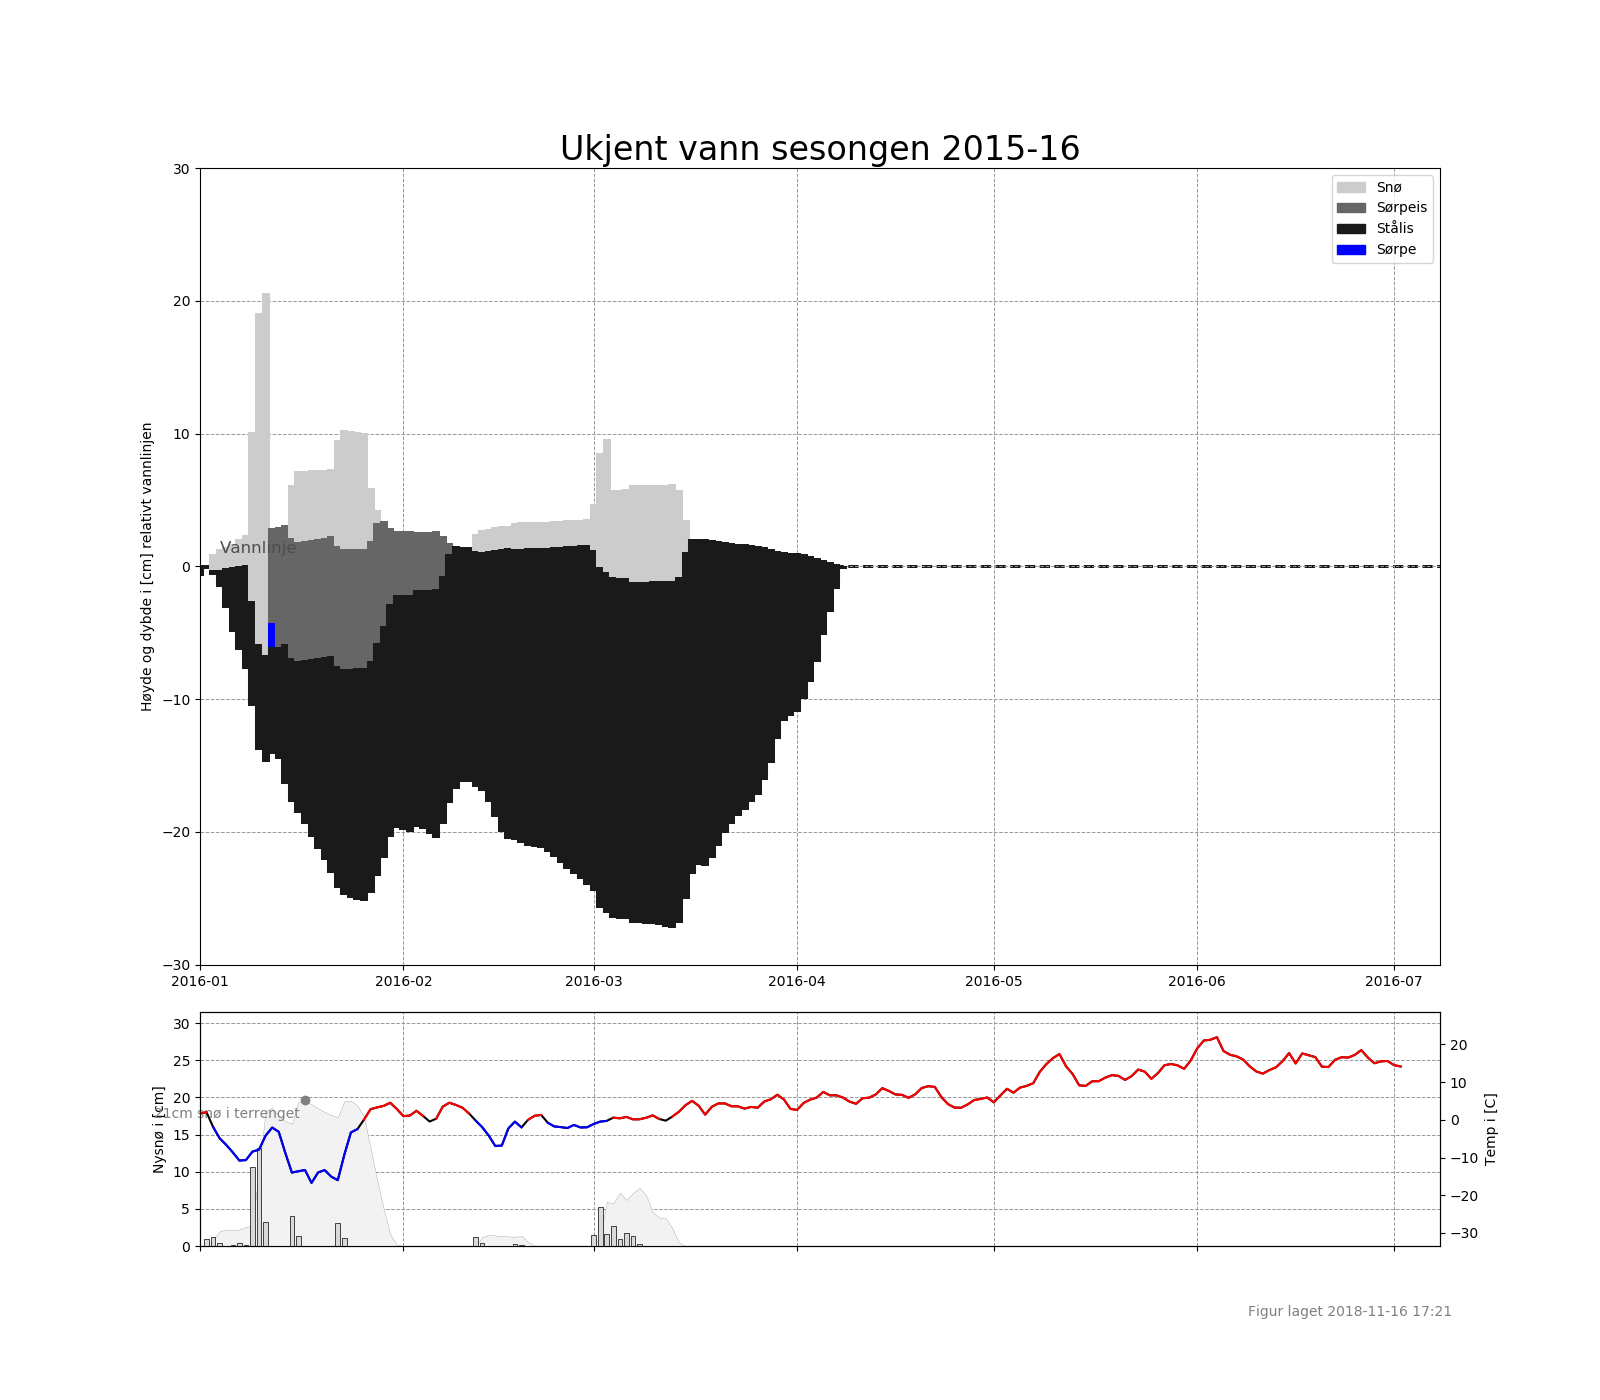 Ukjent vann sesongen 2015-16
Høyde og dybde i [cm] relativt vannlinjen
30
20
10
0
−10
−20
−30
Snø
Sørpeis
Stålis
Sørpe
Vannlinje
2016-01 2016-02 2016-03 2016-04 2016-05 2016-06 2016-07
Nysnø i [cm]
30
25
20
15
10
5
0
1cm snø i terrenget
20
10
0
−10
−20
−30
Temp i [C]
Figur laget 2018-11-16 17:21